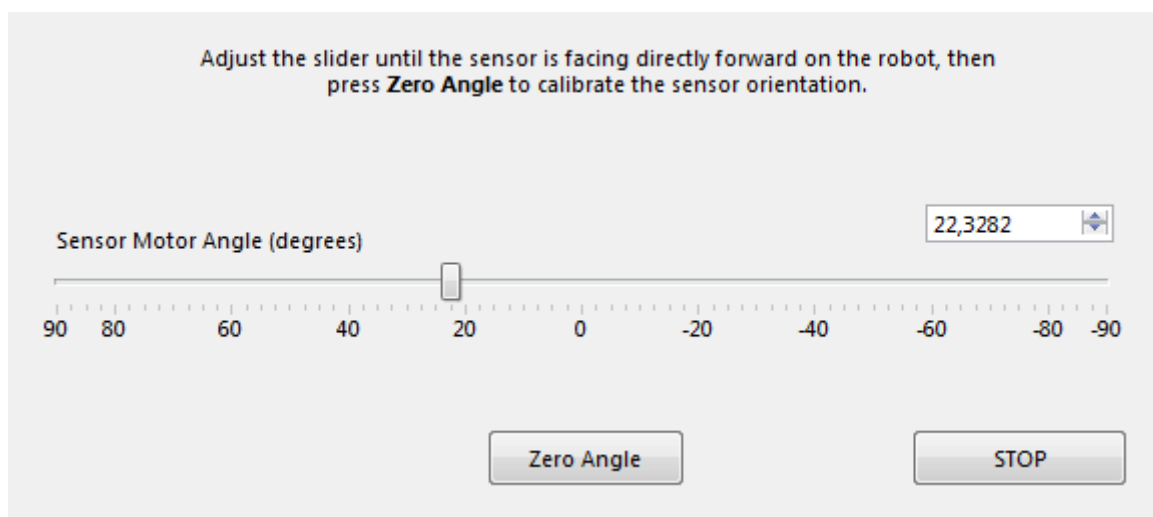 Adjust the slider until the sensor is facing directly forward on the robot, then
press Zero Angle to calibrate the sensor orientation.
22,3282
Sensor Motor Angle (degrees)
90 80 60 40 20 0 -20 -40 -60 -80 -90
Zero Angle STOP